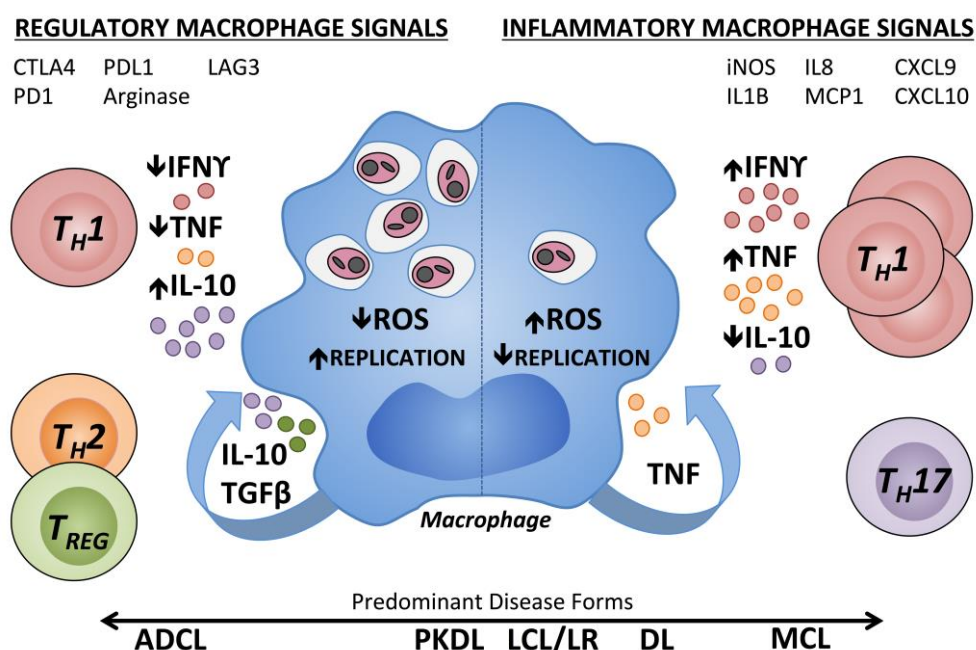 REGULATORY MACROPHAGE SIGNALS
CTLA4 PDL1 LAG3
PD1 Arginase
INFLAMMATORY MACROPHAGE SIGNALS
iNOS IL8 CXCL9
IL1B MCP1 CXCL10
TH1
↓IFNϒ
↓TNF
↑IL-10
TH2
TREG
IL-10
TGFβ
↓ROS
↑REPLICATION
↑ROS
↓REPLICATION
Macrophage
TNF
↑IFNϒ
↑TNF
↓IL-10
TH1
TH17
Predominant Disease Forms
ADCL PKDL LCL/LR DL MCL